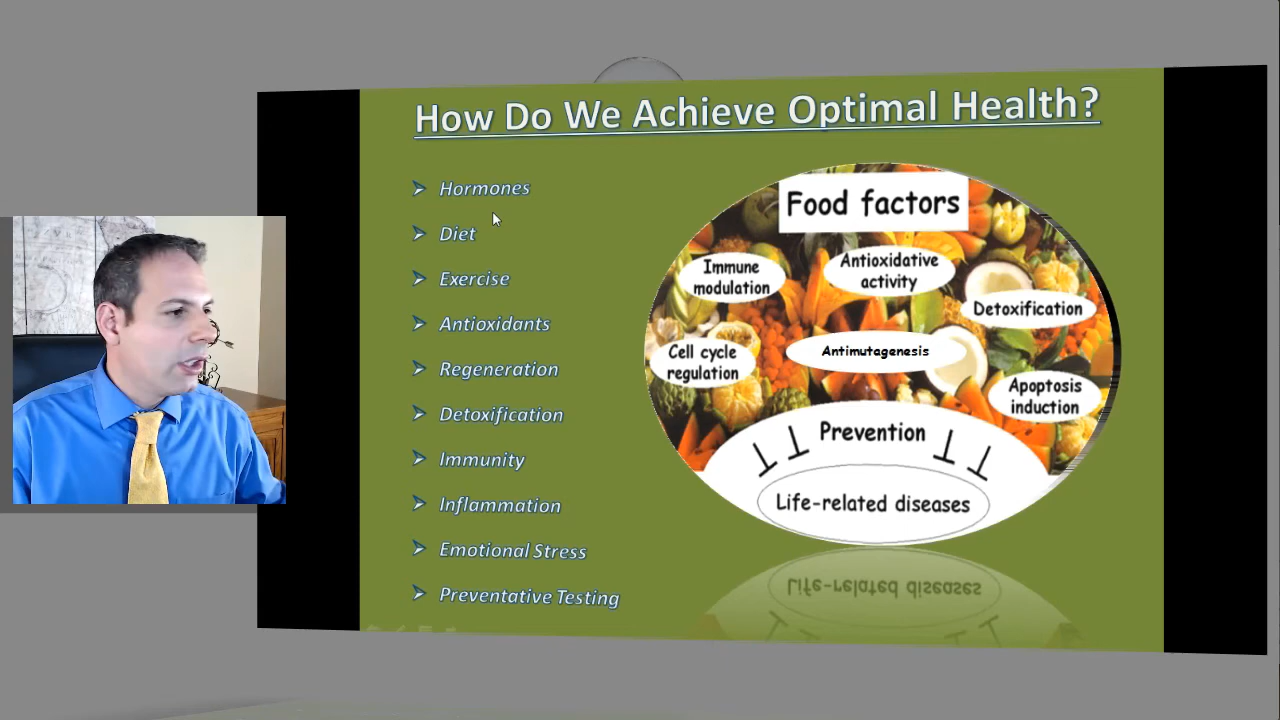 How Do We Achieve Optimal Health?
Hormones
Diet
Exercise
Antioxidants
Regeneration
Detoxification
Immunity
Inflammation
Emotional Stress
Preventative Testing
Food factors
Immune
modulation
Antioxidative
activity
Detoxification
Cell cycle
regulation
Antimutagenesis
Apoptosis
induction
Prevention
Life-related diseases